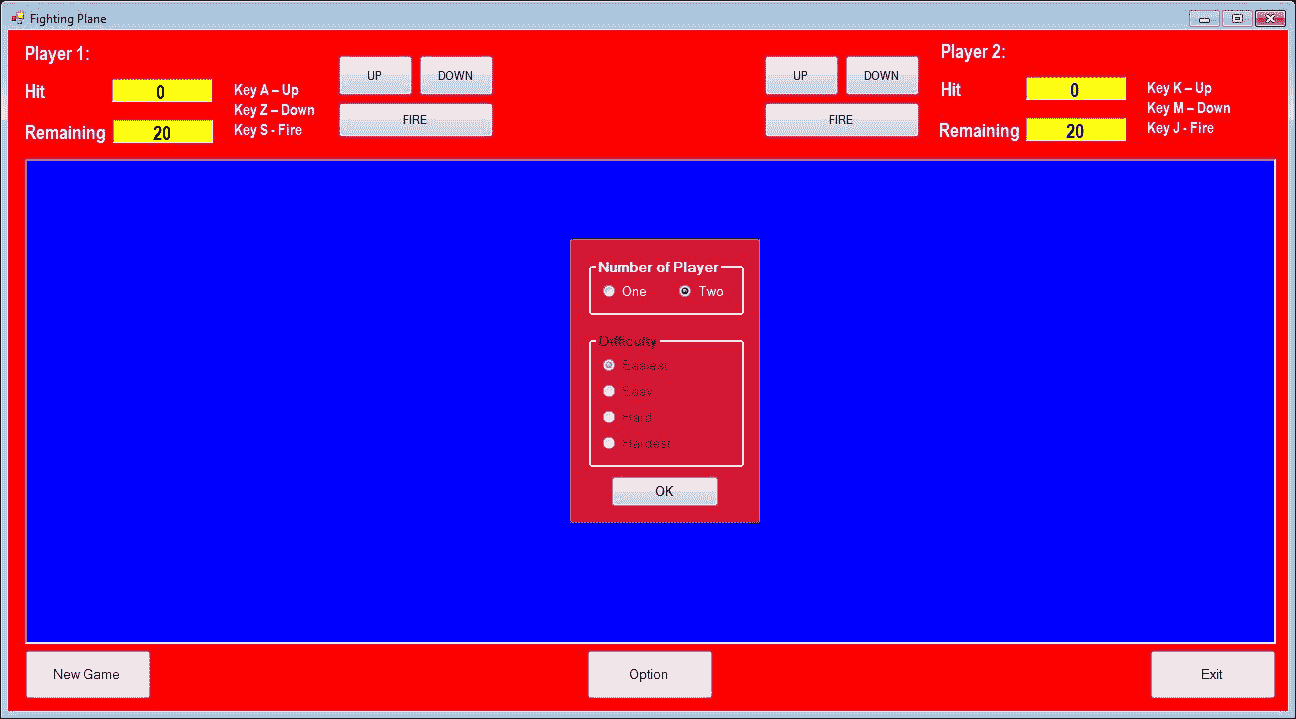 Fighting Plane
Player 1:
Hit 0
Remaining 20
Key A – Up
Key Z – Down
Key S - Fire
UP DOWN
FIRE
UP DOWN
FIRE
Player 2:
Hit 0
Remaining 20
Key K – Up
Key M – Down
Key J - Fire
Number of Player
One Two
Difficulty
Easiest
Easy
Hard
Hardest
OK
New Game Option Exit